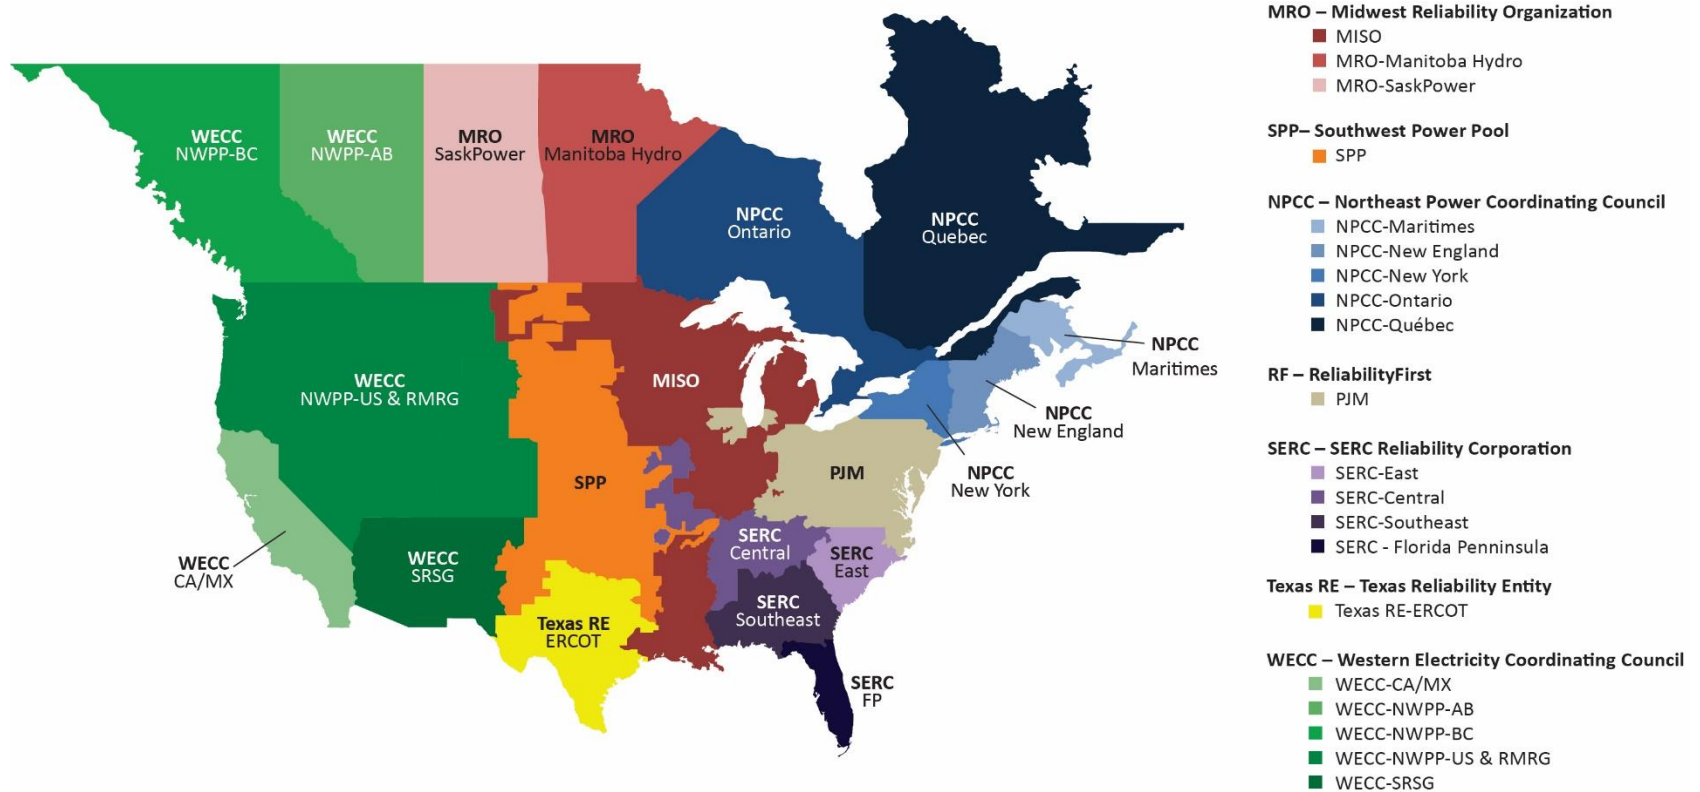 WECC
NWPP-BC
WECC
NWPP-AB
MRO
SaskPower
MRO
Manitoba Hydro
NPCC
Ontario
NPCC
Quebec
WECC
NWPP-US & RMRG
MISO
NPCC
Maritimes
NPCC
New England
NPCC
New York
PJM
SPP
WECC
CA/MX
WECC
SRSG
SERC
Central
SERC
East
SERC
Southeast
Texas RE
ERCOT
SERC
FP
MRO – Midwest Reliability Organization
MISO
MRO-Manitoba Hydro
MRO-SaskPower
SPP– Southwest Power Pool
SPP
NPCC – Northeast Power Coordinating Council
NPCC-Maritimes
NPCC-New England
NPCC-New York
NPCC-Ontario
NPCC-Québec
RF – ReliabilityFirst
PJM
SERC – SERC Reliability Corporation
SERC-East
SERC-Central
SERC-Southeast
SERC - Florida Penninsula
Texas RE – Texas Reliability Entity
Texas RE-ERCOT
WECC – Western Electricity Coordinating Council
WECC-CA/MX
WECC-NWPP-AB
WECC-NWPP-BC
WECC-NWPP-US & RMRG
WECC-SRSG